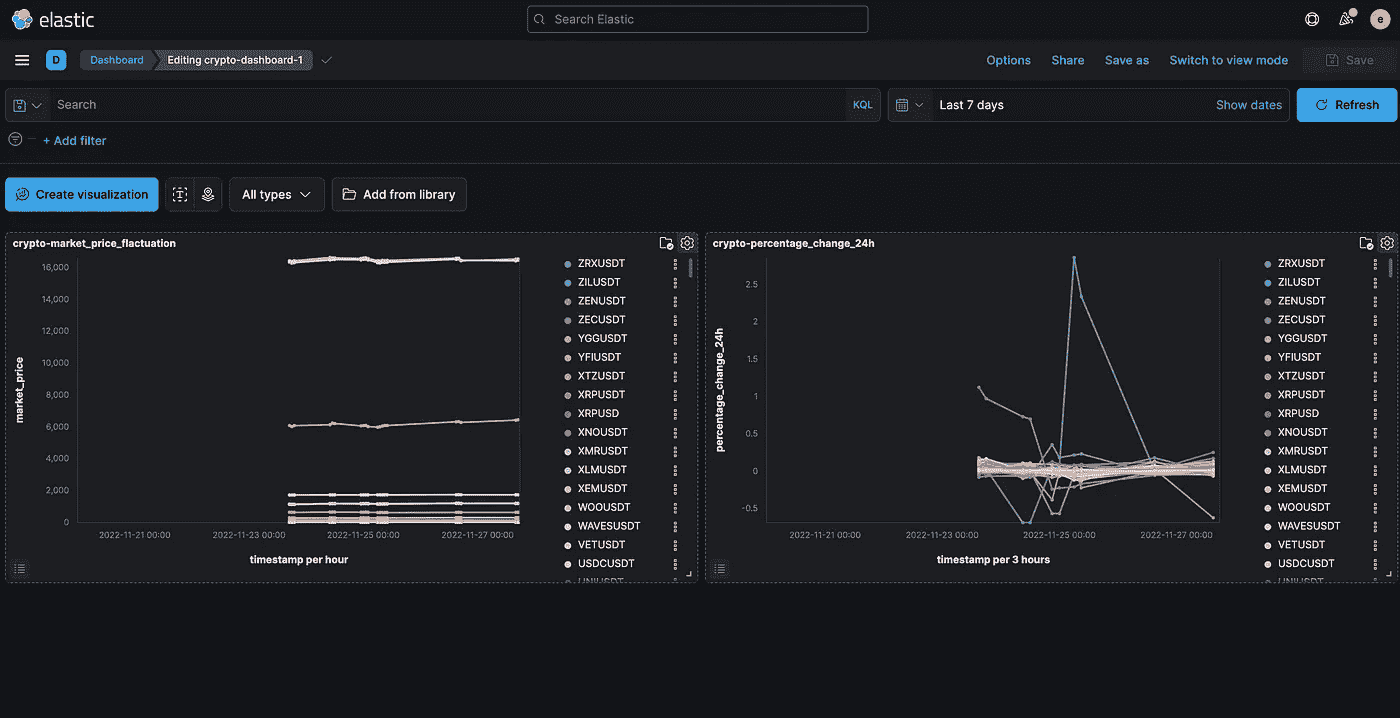 elastic
Search Elastic
e
D
Dashboard
Editing crypto-dashboard-1
Options
Share
Save as
Switch to view mode
Save
Search
KQL
Last 7 days
Show dates
Refresh
+ Add filter
Create visualization
All types
Add from library
crypto-market_price_flactuation
16,000
14,000
12,000
10,000
8,000
6,000
4,000
2,000
0
market_price
2022-11-21 00:00
2022-11-23 00:00
2022-11-25 00:00
2022-11-27 00:00
timestamp per hour
ZRXUSDT
ZILUSDT
ZENUSDT
ZECUSDT
YGGUSDT
YFIUSDT
XTZUSDT
XRPUSDT
XRPUSD
XNOUSDT
XMRUSDT
XLMUSDT
XEMUSDT
WOOUSDT
WAVESUSDT
VETUSDT
USDCUSDT
UNIUSDT
crypto-percentage_change_24h
2.5
2
1.5
1
0.5
0
-0.5
percentage_change_24h
2022-11-21 00:00
2022-11-23 00:00
2022-11-25 00:00
2022-11-27 00:00
timestamp per 3 hours
ZRXUSDT
ZILUSDT
ZENUSDT
ZECUSDT
YGGUSDT
YFIUSDT
XTZUSDT
XRPUSDT
XRPUSD
XNOUSDT
XMRUSDT
XLMUSDT
XEMUSDT
WOOUSDT
WAVESUSDT
VETUSDT
USDCUSDT
UNIUSDT